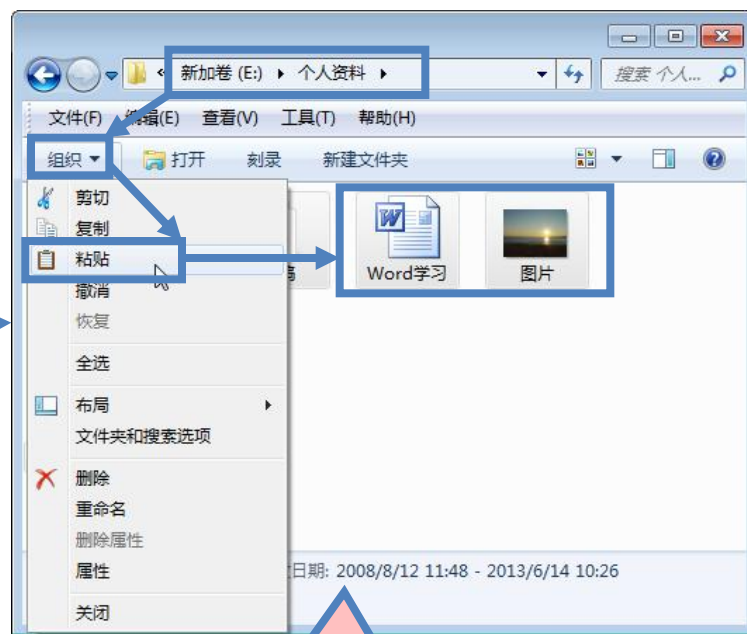 « 新加卷 (E:) ▸ 个人资料 ▸
搜索 个人...
文件(F) 编辑(E) 查看(V) 工具(T) 帮助(H)
组织 ▼ 打开 刻录 新建文件夹
剪切
复制
粘贴
撤消
恢复
全选
布局
文件夹和搜索选项
删除
重命名
删除属性
属性
关闭
Word学习
图片
日期: 2008/8/12 11:48 - 2013/6/14 10:26